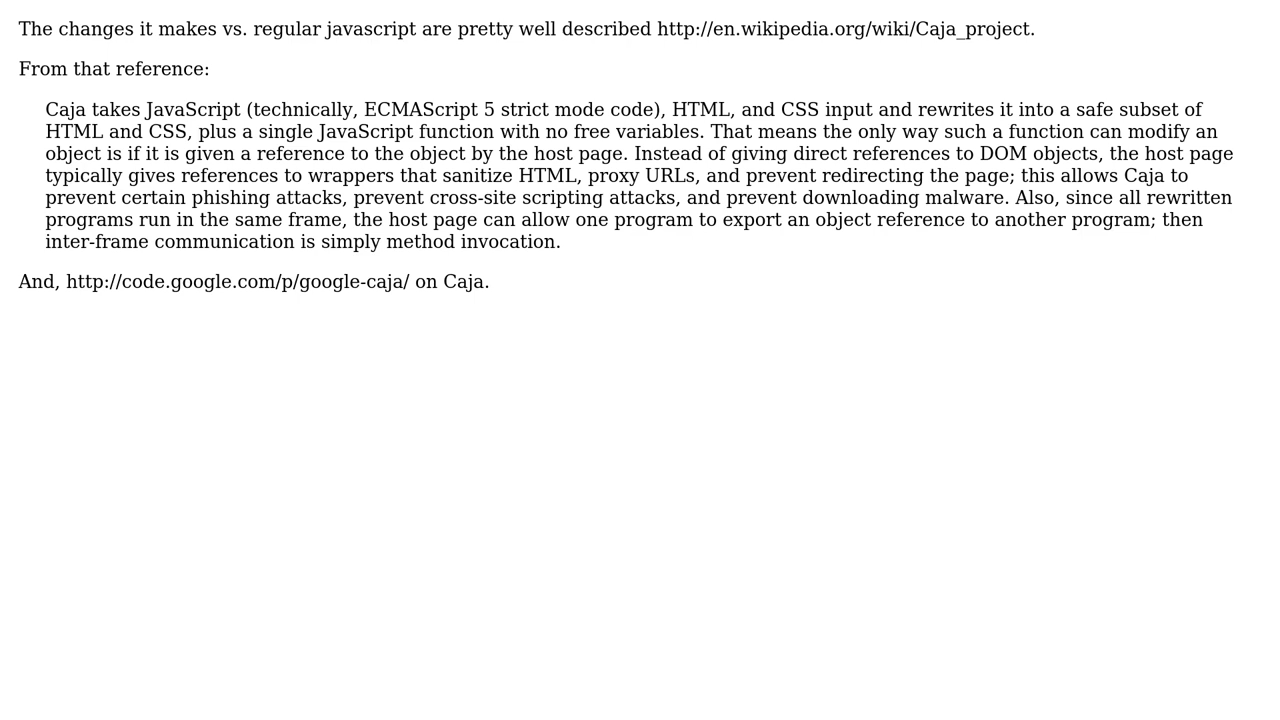 The changes it makes vs. regular javascript are pretty well described http://en.wikipedia.org/wiki/Caja_project.
From that reference:
Caja takes JavaScript (technically, ECMAScript 5 strict mode code), HTML, and CSS input and rewrites it into a safe subset of
HTML and CSS, plus a single JavaScript function with no free variables. That means the only way such a function can modify an
object is if it is given a reference to the object by the host page. Instead of giving direct references to DOM objects, the host page
typically gives references to wrappers that sanitize HTML, proxy URLs, and prevent redirecting the page; this allows Caja to
prevent certain phishing attacks, prevent cross-site scripting attacks, and prevent downloading malware. Also, since all rewritten
programs run in the same frame, the host page can allow one program to export an object reference to another program; then
inter-frame communication is simply method invocation.
And, http://code.google.com/p/google-caja/ on Caja.